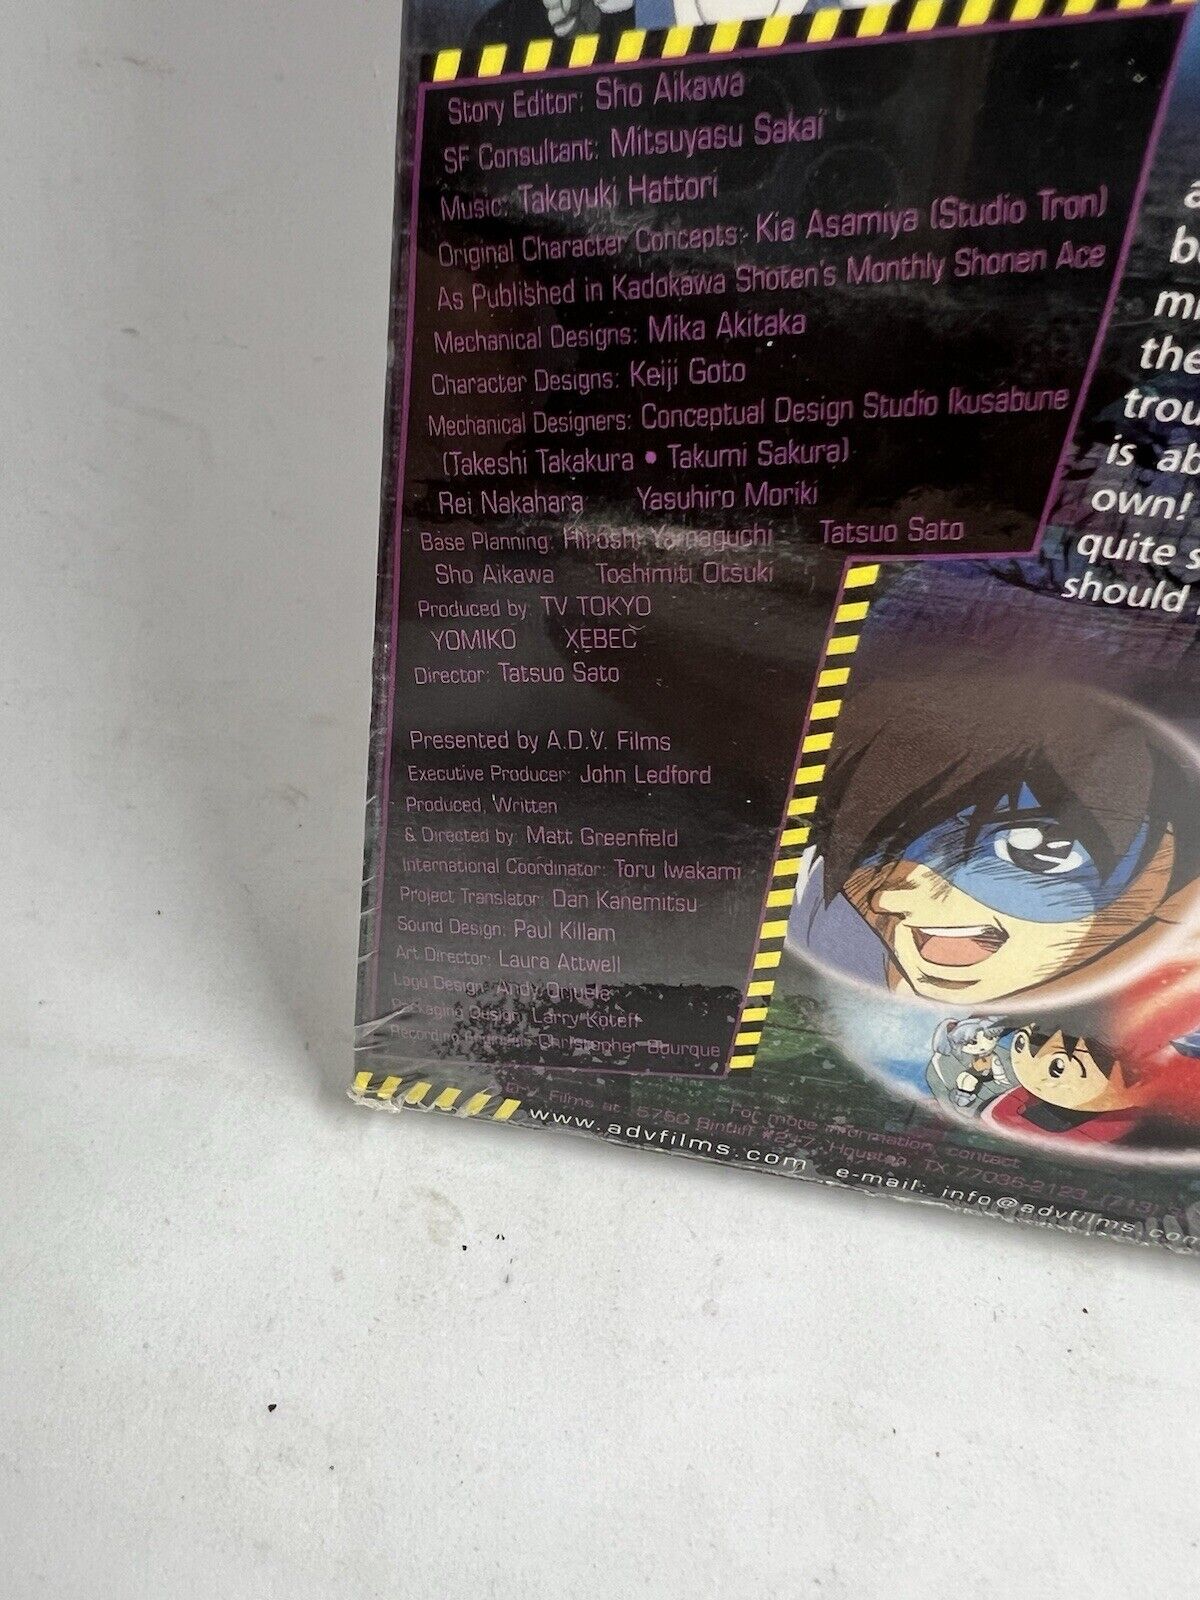 Story Editor: Sho Aikawa
SF Consultant: Mitsuyasu Sakai
Music: Takayuki Hattori
Original Character Concepts: Kia Asamiya (Studio Tron)
As Published in Kadokawa Shoten's Monthly Shonen Ace
Mechanical Designs: Mika Akitaka
Character Designs: Keiji Goto
Mechanical Designers: Conceptual Design Studio Ikusabune
(Takeshi Takakura • Takumi Sakura)
Rei Nakahara Yasuhiro Moriki
Base Planning: Hiroshi Yamaguchi Tatsuo Sato
Sho Aikawa Toshimiti Otsuki
Produced by: TV TOKYO
YOMIKO XEBEC
Director: Tatsuo Sato
Presented by A.D.V. Films
Executive Producer: John Ledford
Produced, Written
& Directed by: Matt Greenfield
International Coordinator: Toru Iwakami
Project Translator: Dan Kanemitsu
Sound Design: Paul Killam
Art Director: Laura Attwell
Logo Design: Andy
Packaging Design: Larry Koteff
Recording Christopher Bourque
the
trou
is ab
own!
quite s
should
For more information, contact
Films at: 5750 Bintliff #217, Houston, TX 77036-2123 (713)
www.advfilms.com e-mail: info@advfilms.com